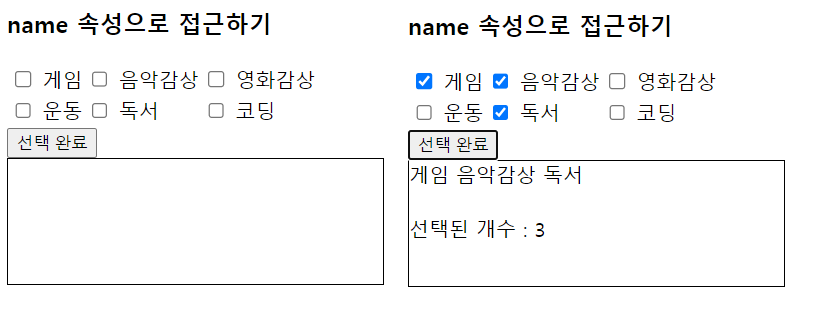 name 속성으로 접근하기
게임 음악감상 영화감상
운동 독서 코딩
선택 완료
name 속성으로 접근하기
게임 음악감상 영화감상
운동 독서 코딩
선택 완료
게임 음악감상 독서
선택된 개수 : 3